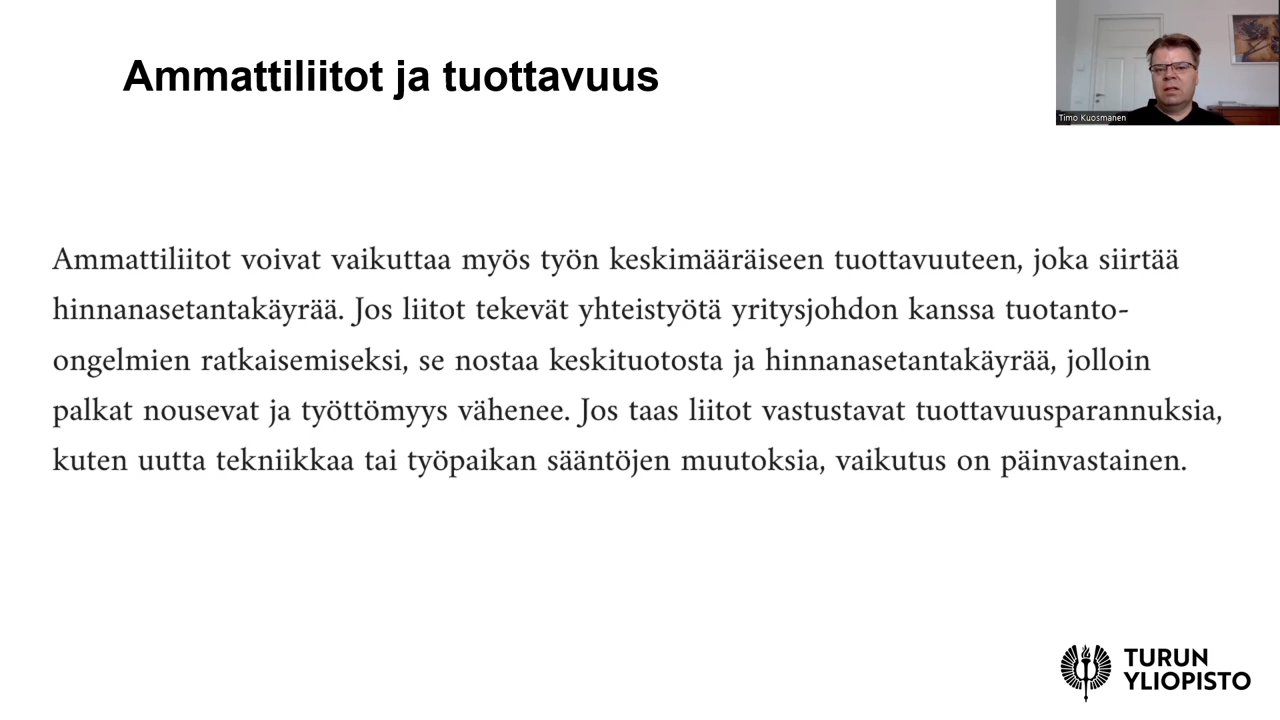 Ammattiliitot ja tuottavuus
Timo Kuosmanen
Ammattiliitot voivat vaikuttaa myös työn keskimääräiseen tuottavuuteen, joka siirtää
hinnanasetantakäyrää. Jos liitot tekevät yhteistyötä yritysjohdon kanssa tuotanto-
ongelmien ratkaisemiseksi, se nostaa keskituotosta ja hinnanasetantakäyrää, jolloin
palkat nousevat ja työttömyys vähenee. Jos taas liitot vastustavat tuottavuusparannuksia,
kuten uutta tekniikkaa tai työpaikan sääntöjen muutoksia, vaikutus on päinvastainen.
TURUN
YLIOPISTO